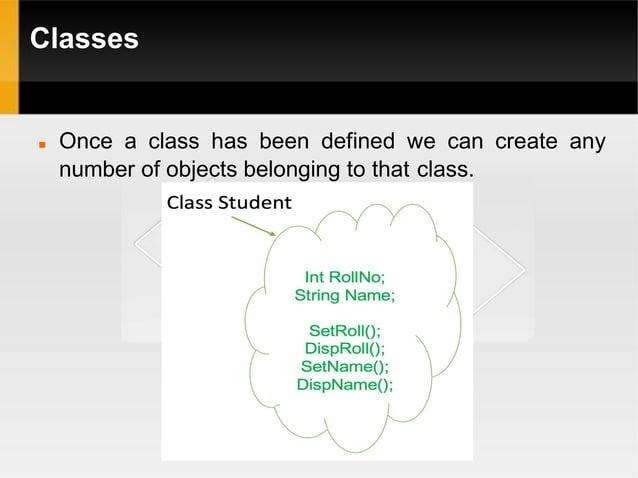 Classes
Once a class has been defined we can create any
number of objects belonging to that class.
Class Student
Int RollNo;
String Name;
SetRoll();
DispRoll();
SetName();
DispName();